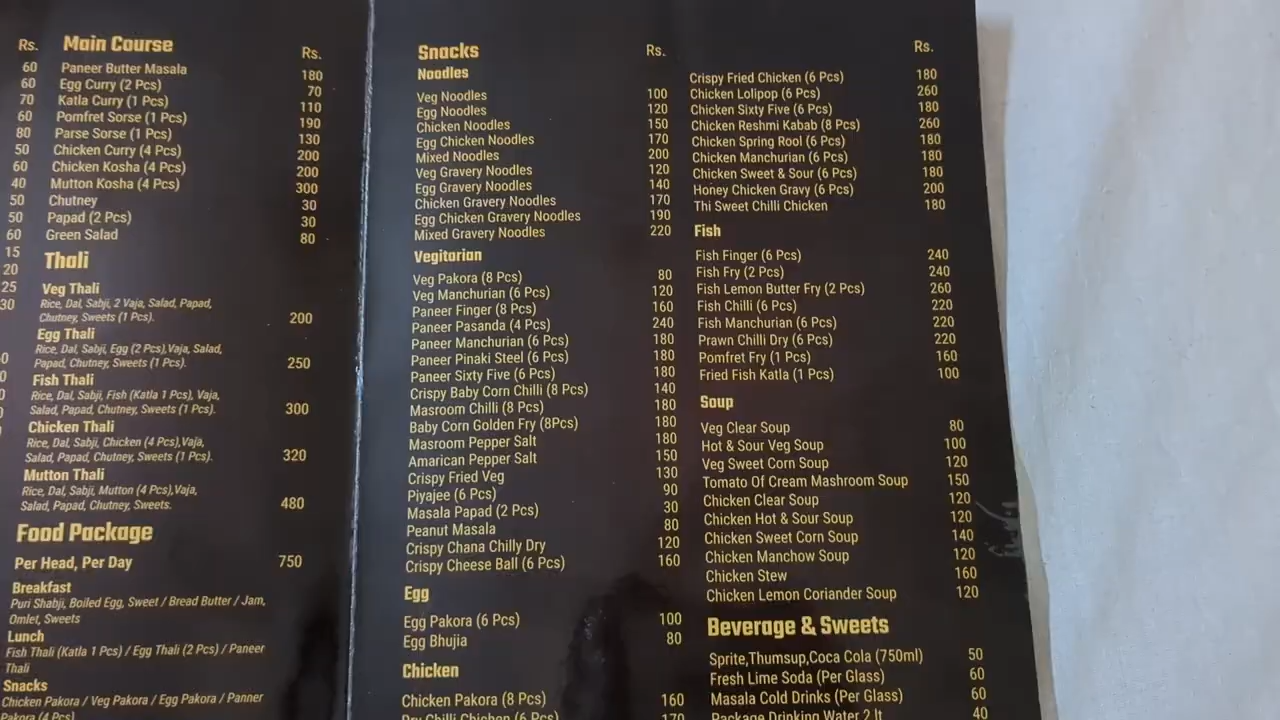 Rs.
60
60
70
60
80
50
60
40
50
50
60
15
20
25
30
Main Course
Rs.
Paneer Butter Masala 180
Egg Curry (2 Pcs) 70
Katla Curry (1 Pcs) 110
Pomfret Sorse (1 Pcs) 190
Parse Sorse (1 Pcs) 130
Chicken Curry (4 Pcs) 200
Chicken Kosha (4 Pcs) 200
Mutton Kosha (4 Pcs) 300
Chutney 30
Papad (2 Pcs) 30
Green Salad 80
Thali
Veg Thali
Rice, Dal, Sabji, 2 Vaja, Salad, Papad,
Chutney, Sweets (1 Pcs). 200
Egg Thali
Rice, Dal, Sabji, Egg (2 Pcs),Vaja, Salad,
Papad, Chutney, Sweets (1 Pcs). 250
Fish Thali
Rice, Dal, Sabji, Fish (Katla 1 Pcs), Vaja,
Salad, Papad, Chutney, Sweets (1 Pcs). 300
Chicken Thali
Rice, Dal, Sabji, Chicken (4 Pcs),Vaja,
Salad, Papad, Chutney, Sweets (1 Pcs). 320
Mutton Thali
Rice, Dal, Sabji, Mutton (4 Pcs),Vaja,
Salad, Papad, Chutney, Sweets. 480
Food Package
Per Head, Per Day 750
Breakfast
Puri Shabji, Boiled Egg, Sweet / Bread Butter / Jam,
Omlet, Sweets
Lunch
Fish Thali (Katla 1 Pcs) / Egg Thali (2 Pcs) / Paneer
Thali
Snacks
Chicken Pakora / Veg Pakora / Egg Pakora / Panner
Pakora (4 Pcs)
Snacks
Rs.
Noodles
Veg Noodles 100
Egg Noodles 120
Chicken Noodles 150
Egg Chicken Noodles 170
Mixed Noodles 200
Veg Gravery Noodles 120
Egg Gravery Noodles 140
Chicken Gravery Noodles 170
Egg Chicken Gravery Noodles 190
Mixed Gravery Noodles 220
Vegitarian
Veg Pakora (8 Pcs) 80
Veg Manchurian (6 Pcs) 120
Paneer Finger (8 Pcs) 160
Paneer Pasanda (4 Pcs) 240
Paneer Manchurian (6 Pcs) 180
Paneer Pinaki Steel (6 Pcs) 180
Paneer Sixty Five (6 Pcs) 180
Crispy Baby Corn Chilli (8 Pcs) 140
Masroom Chilli (8 Pcs) 180
Baby Corn Golden Fry (8Pcs) 180
Masroom Pepper Salt 180
Amarican Pepper Salt 150
Crispy Fried Veg 130
Piyajee (6 Pcs) 90
Masala Papad (2 Pcs) 30
Peanut Masala 80
Crispy Chana Chilly Dry 120
Crispy Cheese Ball (6 Pcs) 160
Egg
Egg Pakora (6 Pcs) 100
Egg Bhujia 80
Chicken
Chicken Pakora (8 Pcs) 160
Dry Chilli Chicken (6 Pcs) 170
Rs.
Crispy Fried Chicken (6 Pcs) 180
Chicken Lolipop (6 Pcs) 260
Chicken Sixty Five (6 Pcs) 180
Chicken Reshmi Kabab (8 Pcs) 260
Chicken Spring Rool (6 Pcs) 180
Chicken Manchurian (6 Pcs) 180
Chicken Sweet & Sour (6 Pcs) 180
Honey Chicken Gravy (6 Pcs) 200
Thi Sweet Chilli Chicken 180
Fish
Fish Finger (6 Pcs) 240
Fish Fry (2 Pcs) 240
Fish Lemon Butter Fry (2 Pcs) 260
Fish Chilli (6 Pcs) 220
Fish Manchurian (6 Pcs) 220
Prawn Chilli Dry (6 Pcs) 220
Pomfret Fry (1 Pcs) 160
Fried Fish Katla (1 Pcs) 100
Soup
Veg Clear Soup 80
Hot & Sour Veg Soup 100
Veg Sweet Corn Soup 120
Tomato Of Cream Mashroom Soup 150
Chicken Clear Soup 120
Chicken Hot & Sour Soup 120
Chicken Sweet Corn Soup 140
Chicken Manchow Soup 120
Chicken Stew 160
Chicken Lemon Coriander Soup 120
Beverage & Sweets
Sprite,Thumsup,Coca Cola (750ml) 50
Fresh Lime Soda (Per Glass) 60
Masala Cold Drinks (Per Glass) 60
Package Drinking Water 2 lt 40